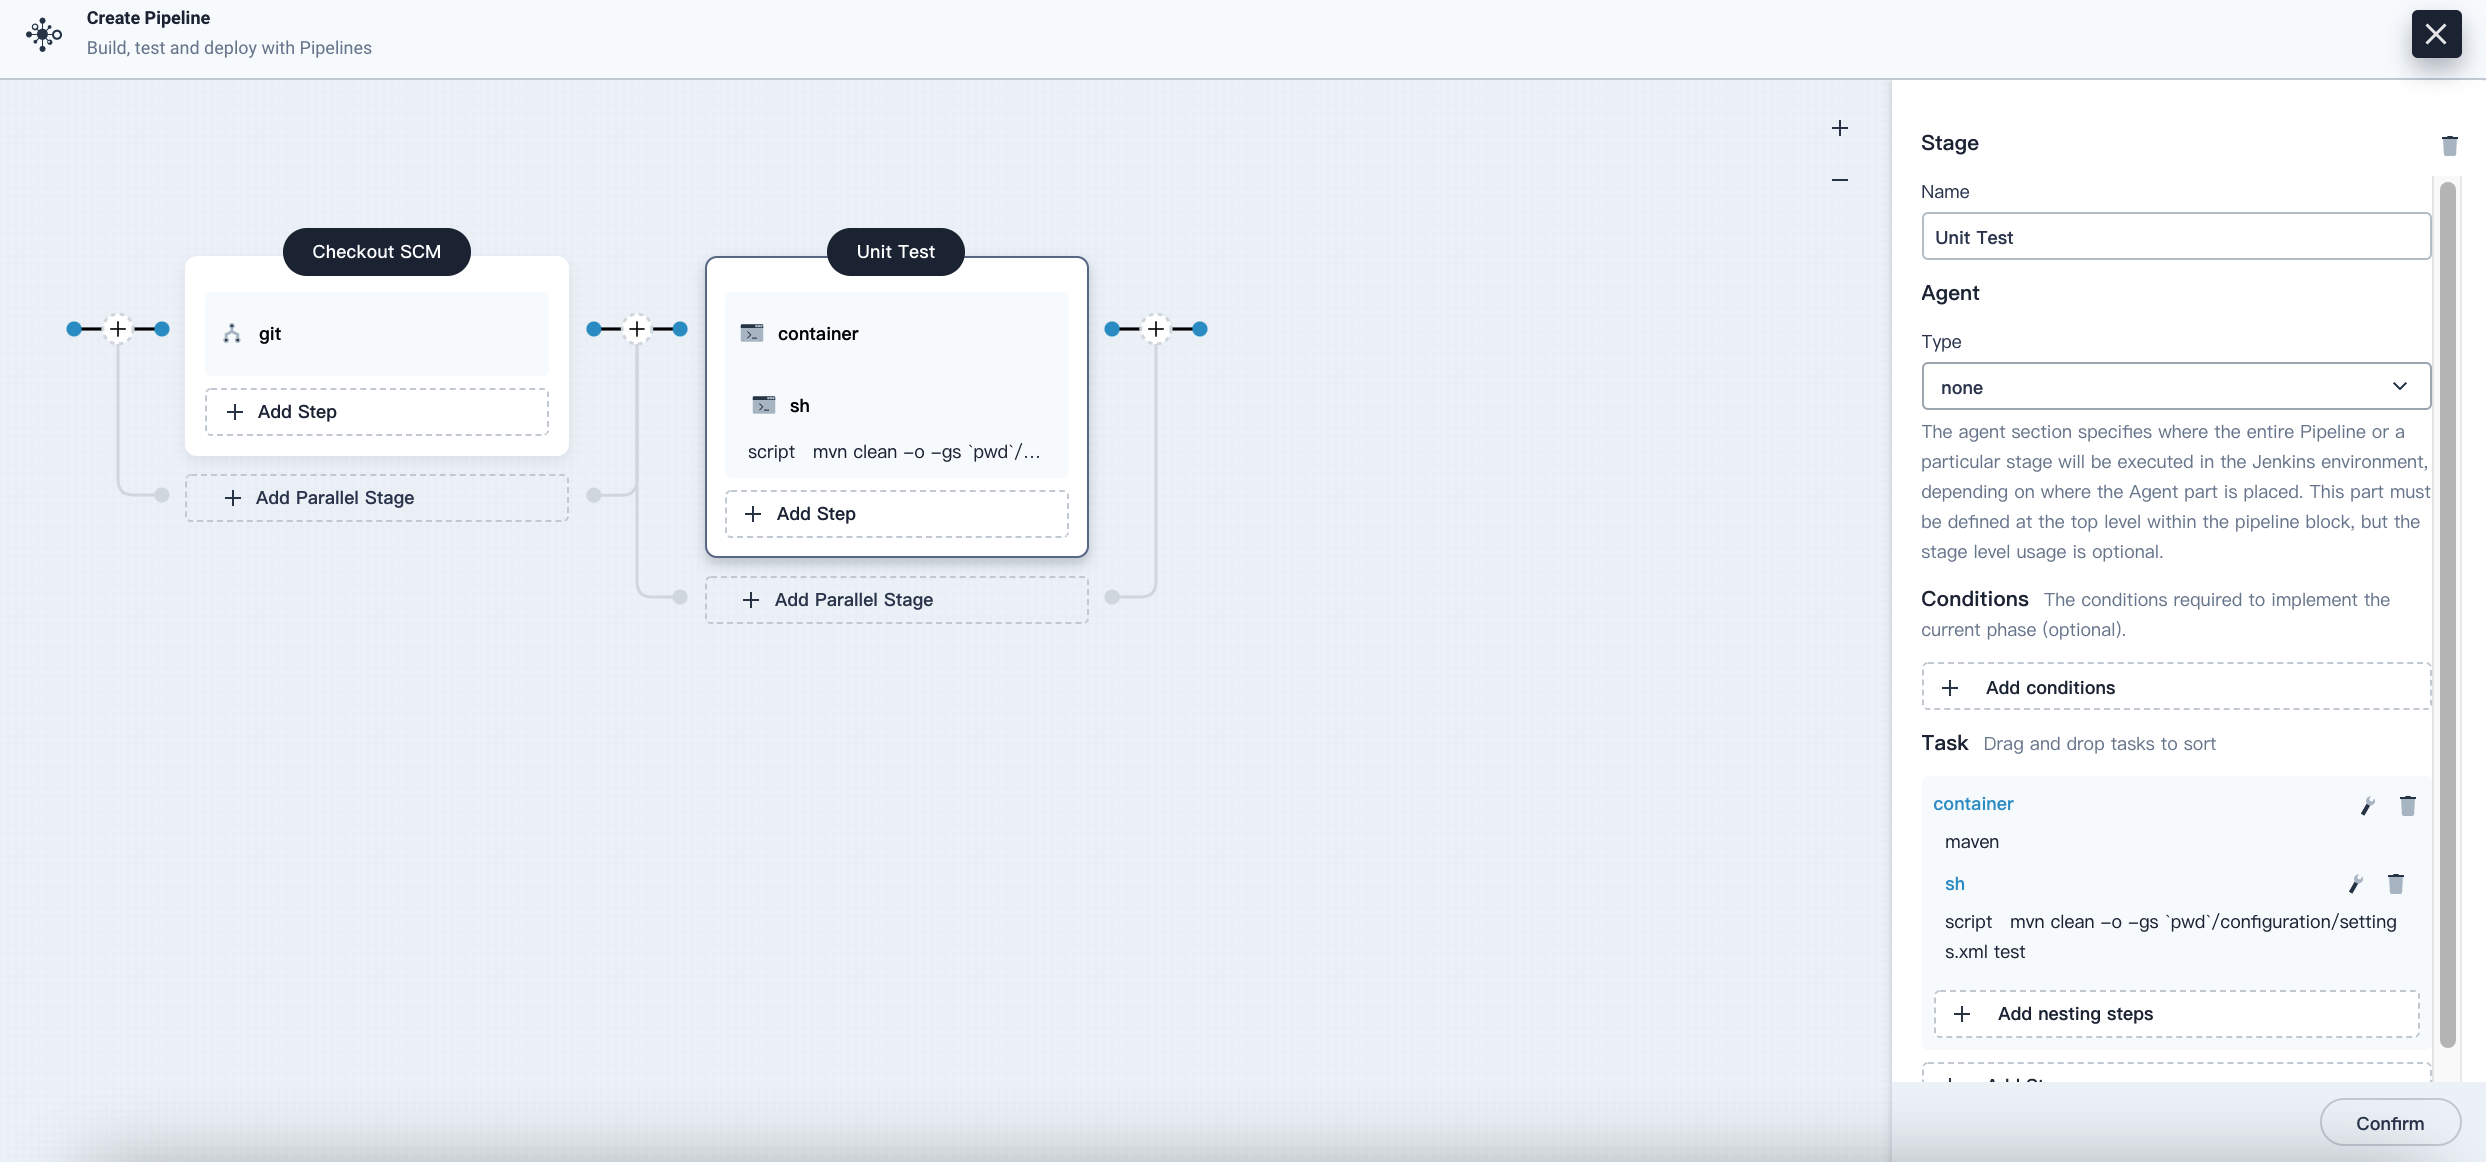 Create Pipeline
Build, test and deploy with Pipelines
Checkout SCM
git
Add Step
Add Parallel Stage
Unit Test
container
sh
script mvn clean -o -gs `pwd`/...
Add Step
Add Parallel Stage
Stage
Name
Unit Test
Agent
Type
none
The agent section specifies where the entire Pipeline or a
particular stage will be executed in the Jenkins environment,
depending on where the Agent part is placed. This part must
be defined at the top level within the pipeline block, but the
stage level usage is optional.
Conditions The conditions required to implement the
current phase (optional).
Add conditions
Task Drag and drop tasks to sort
container
maven
sh
script mvn clean -o -gs `pwd`/configuration/setting
s.xml test
Add nesting steps
Confirm